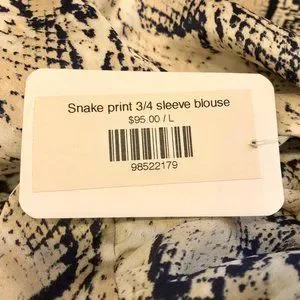 Snake print 3/4 sleeve blouse
$95.00 / L
98522179